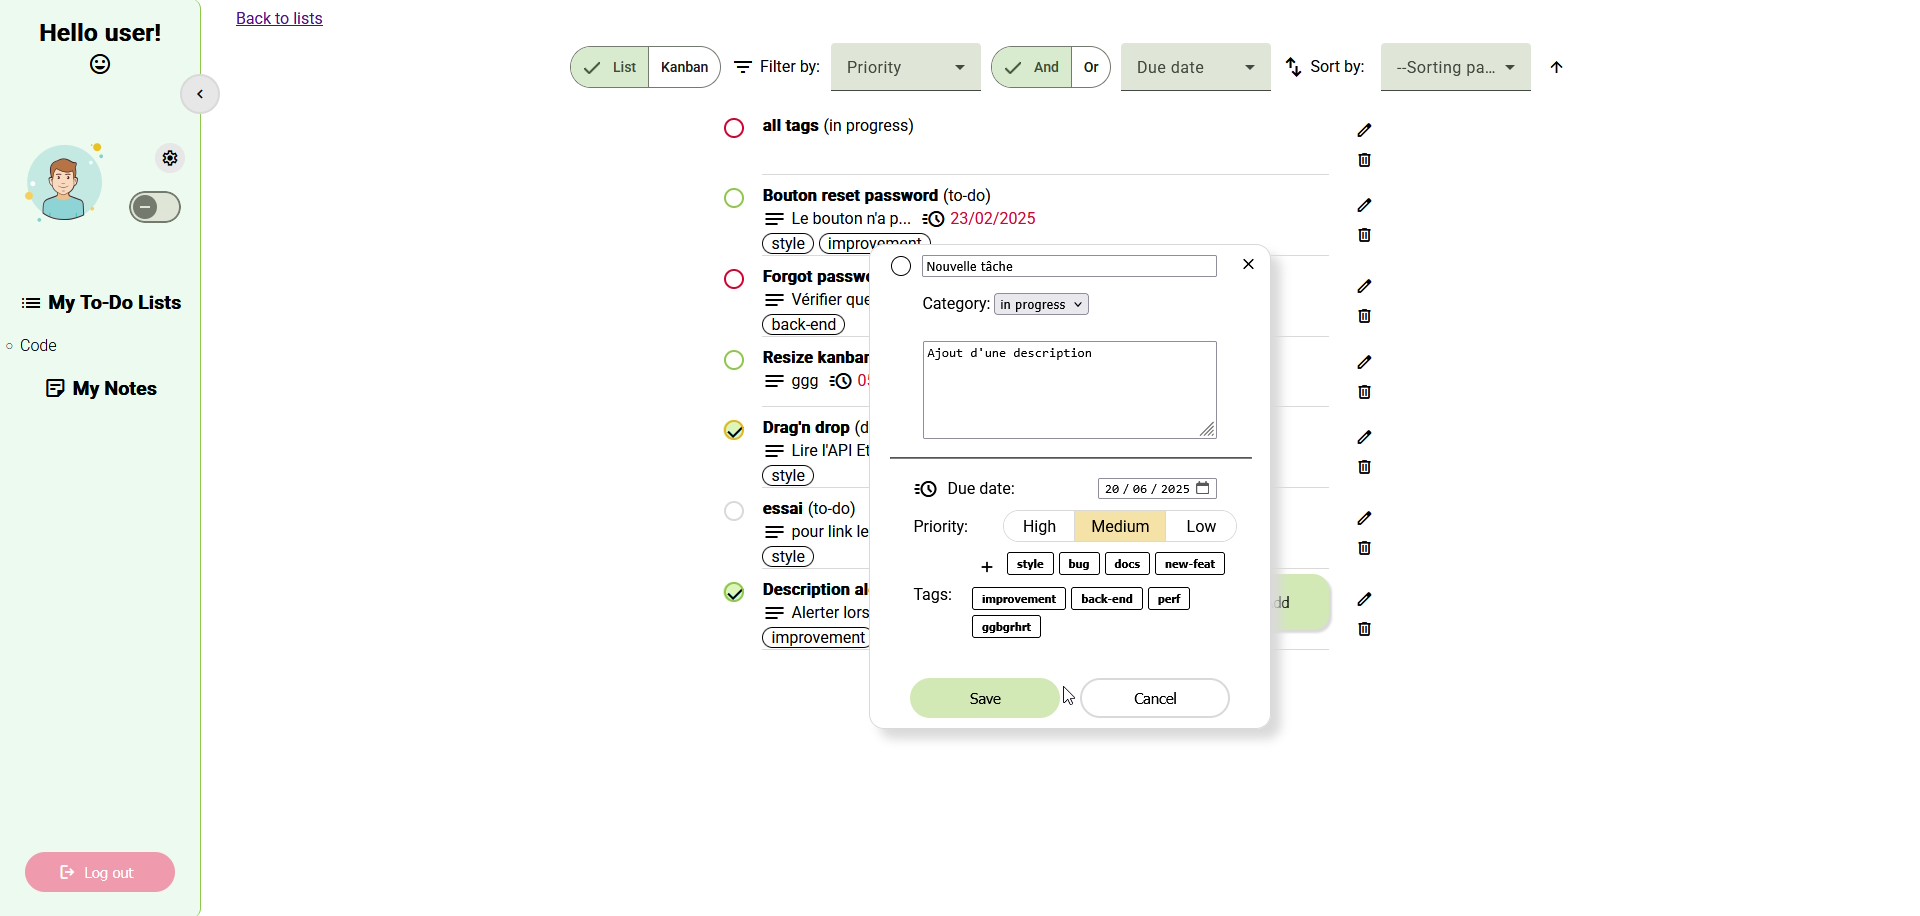 Hello user!
Back to lists
List
Kanban
Filter by:
Priority
And
Or
Due date
Sort by:
--Sorting pa...
My To-Do Lists
Code
My Notes
Log out
all tags (in progress)
Bouton reset password (to-do)
Le bouton n'a p... 23/02/2025
style
Forgot passw
Vérifier que
back-end
Resize kanban
ggg
Drag'n drop (d
Lire l'API Et
style
essai (to-do)
pour link le
style
Description al
Alerter lors
improvement
Nouvelle tâche
Category: in progress
Ajout d'une description
Due date: 20/06/2025
Priority: High Medium Low
+ style bug docs new-feat
Tags: improvement back-end perf
ggbgrhrt
Save
Cancel